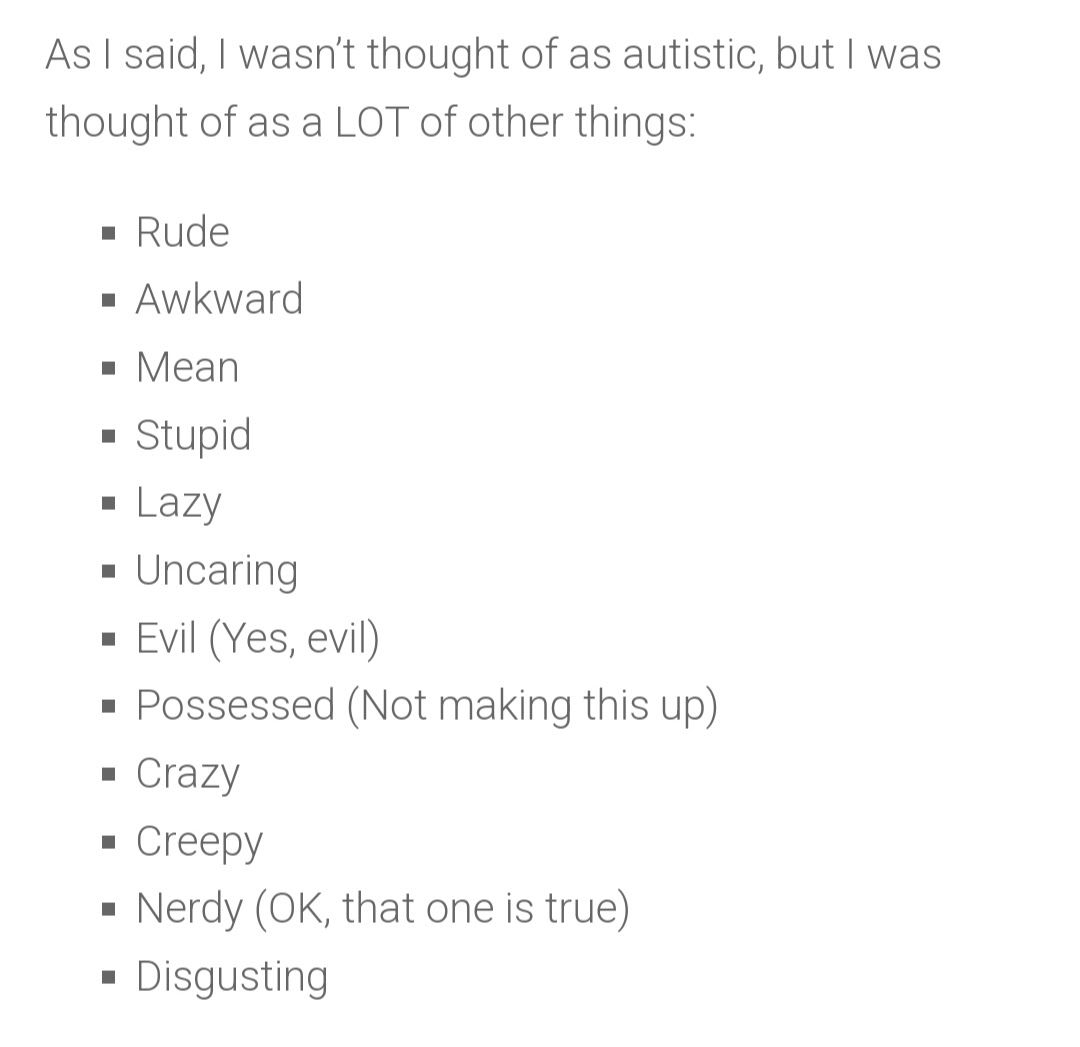 As I said, I wasn’t thought of as autistic, but I was
thought of as a LOT of other things:
▪ Rude
▪ Awkward
▪ Mean
▪ Stupid
▪ Lazy
▪ Uncaring
▪ Evil (Yes, evil)
▪ Possessed (Not making this up)
▪ Crazy
▪ Creepy
▪ Nerdy (OK, that one is true)
▪ Disgusting